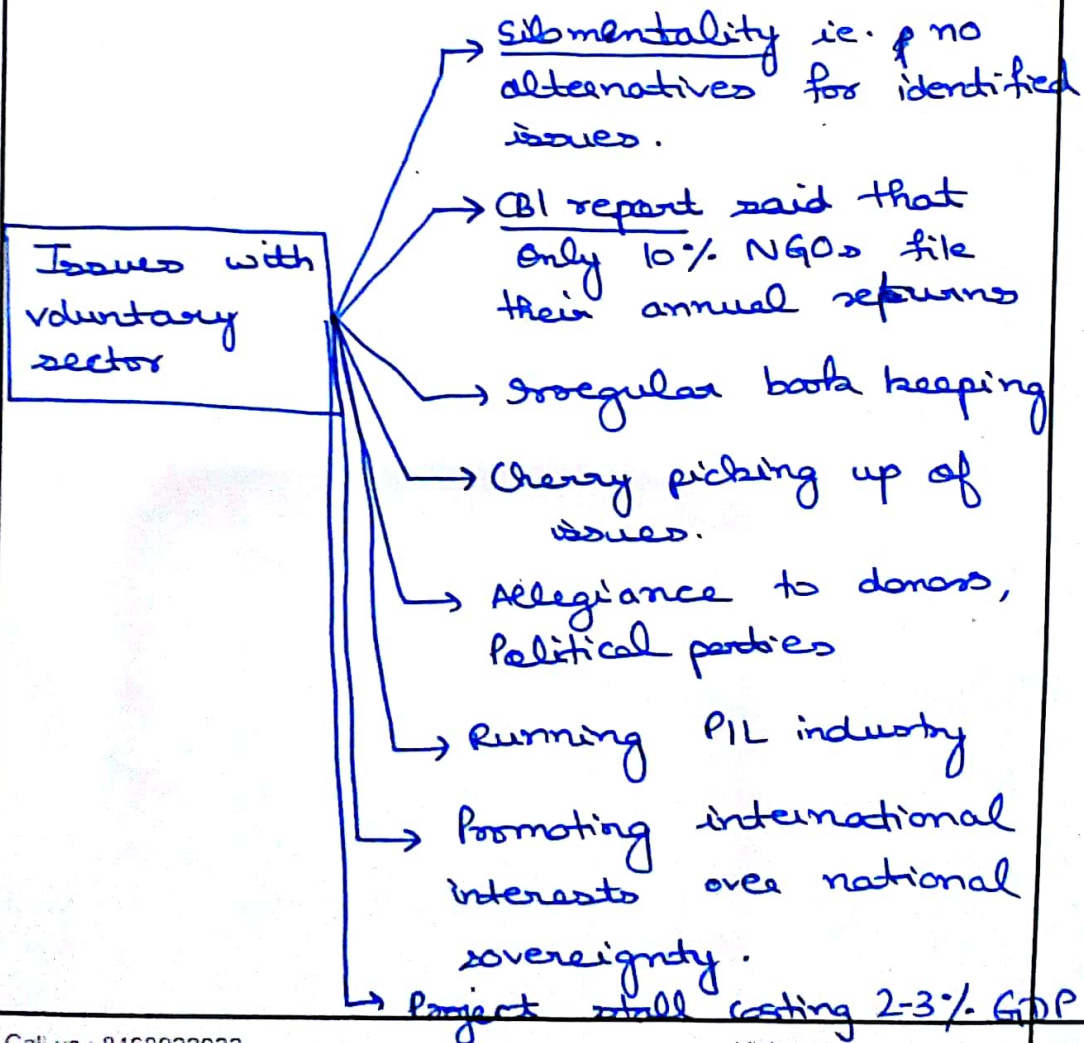 Issues with
voluntary
sector
Silo mentality ie. no
alternatives for identified
issues.
CBI report said that
only 10% NGOs file
their annual returns
Irregular book keeping
Cherry picking up of
issues.
Allegiance to donors,
Political parties
Running PIL industry
Promoting international
interests over national
sovereignty.
Project stall costing 2-3% GDP